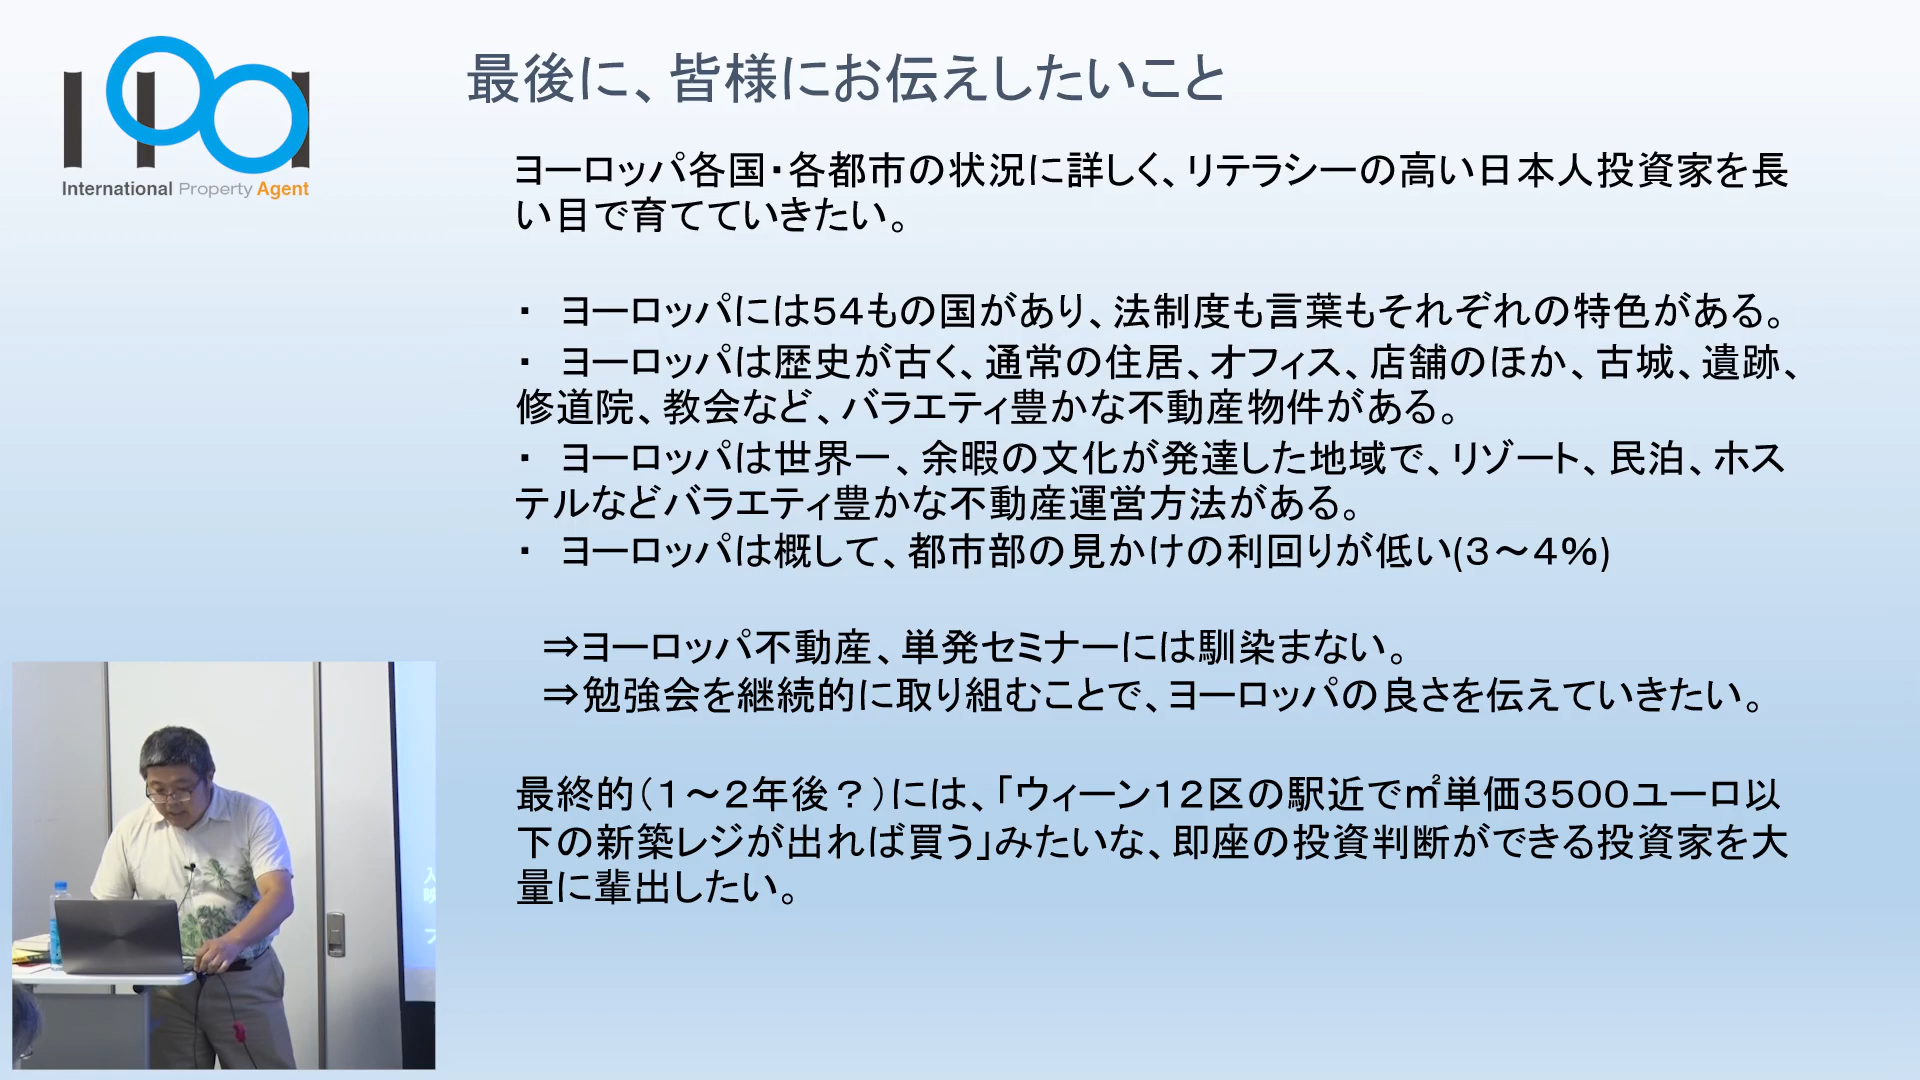 IPA
International Property Agent
最後に、皆様にお伝えしたいこと
ヨーロッパ各国・各都市の状況に詳しく、リテラシーの高い日本人投資家を長
い目で育てていきたい。
・ ヨーロッパには54もの国があり、法制度も言葉もそれぞれの特色がある。
・ ヨーロッパは歴史が古く、通常の住居、オフィス、店舗のほか、古城、遺跡、
修道院、教会など、バラエティ豊かな不動産物件がある。
・ ヨーロッパは世界一、余暇の文化が発達した地域で、リゾート、民泊、ホス
テルなどバラエティ豊かな不動産運営方法がある。
・ ヨーロッパは概して、都市部の見かけの利回りが低い(3～4%)
⇒ヨーロッパ不動産、単発セミナーには馴染まない。
⇒勉強会を継続的に取り組むことで、ヨーロッパの良さを伝えていきたい。
最終的（１～２年後？）には、「ウィーン１２区の駅近で㎡単価３５００ユーロ以
下の新築レジが出れば買う」みたいな、即座の投資判断ができる投資家を大
量に輩出したい。